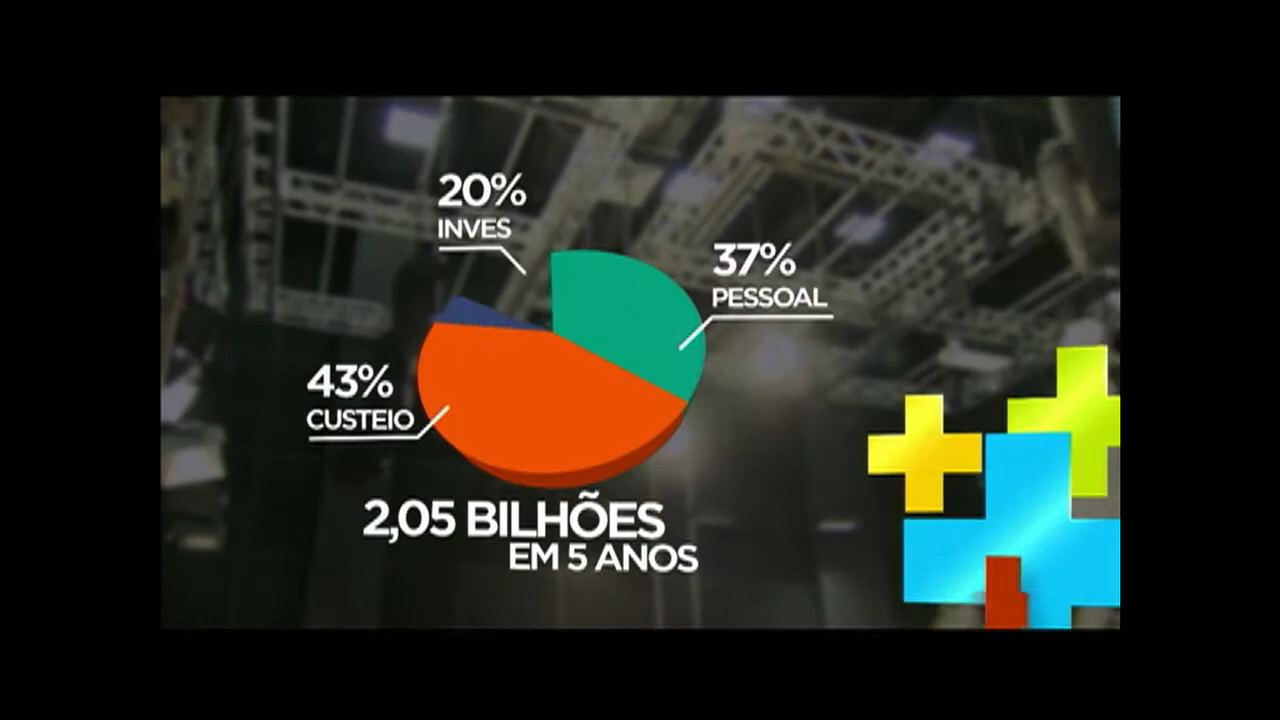 20%
INVES
37%
PESSOAL
43%
CUSTEIO
2,05 BILHÕES
EM 5 ANOS